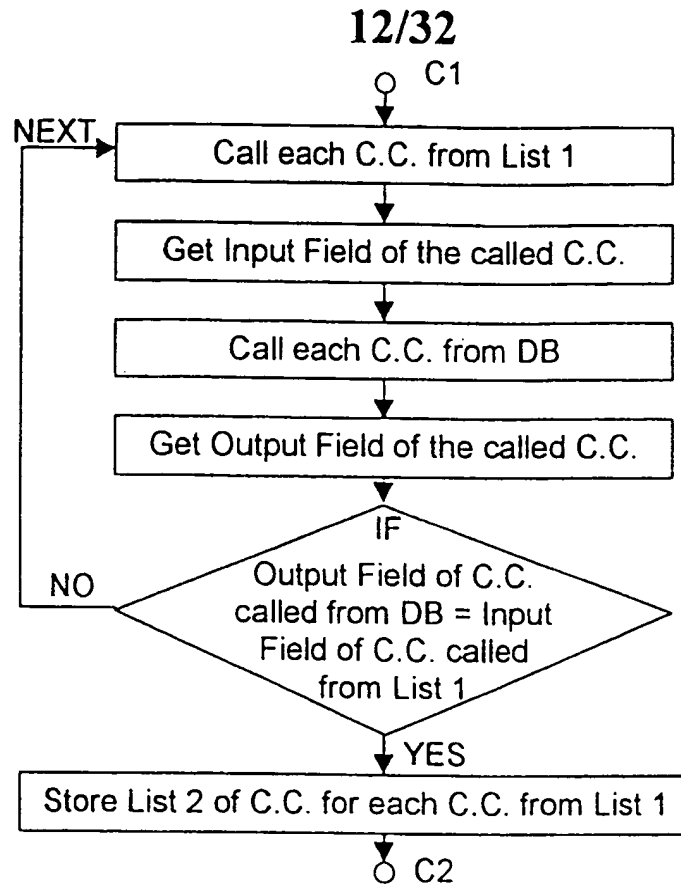 12/32
C1
NEXT
Call each C.C. from List 1
Get Input Field of the called C.C.
Call each C.C. from DB
Get Output Field of the called C.C.
IF
NO
Output Field of C.C.
called from DB = Input
Field of C.C. called
from List 1
YES
Store List 2 of C.C. for each C.C. from List 1
C2